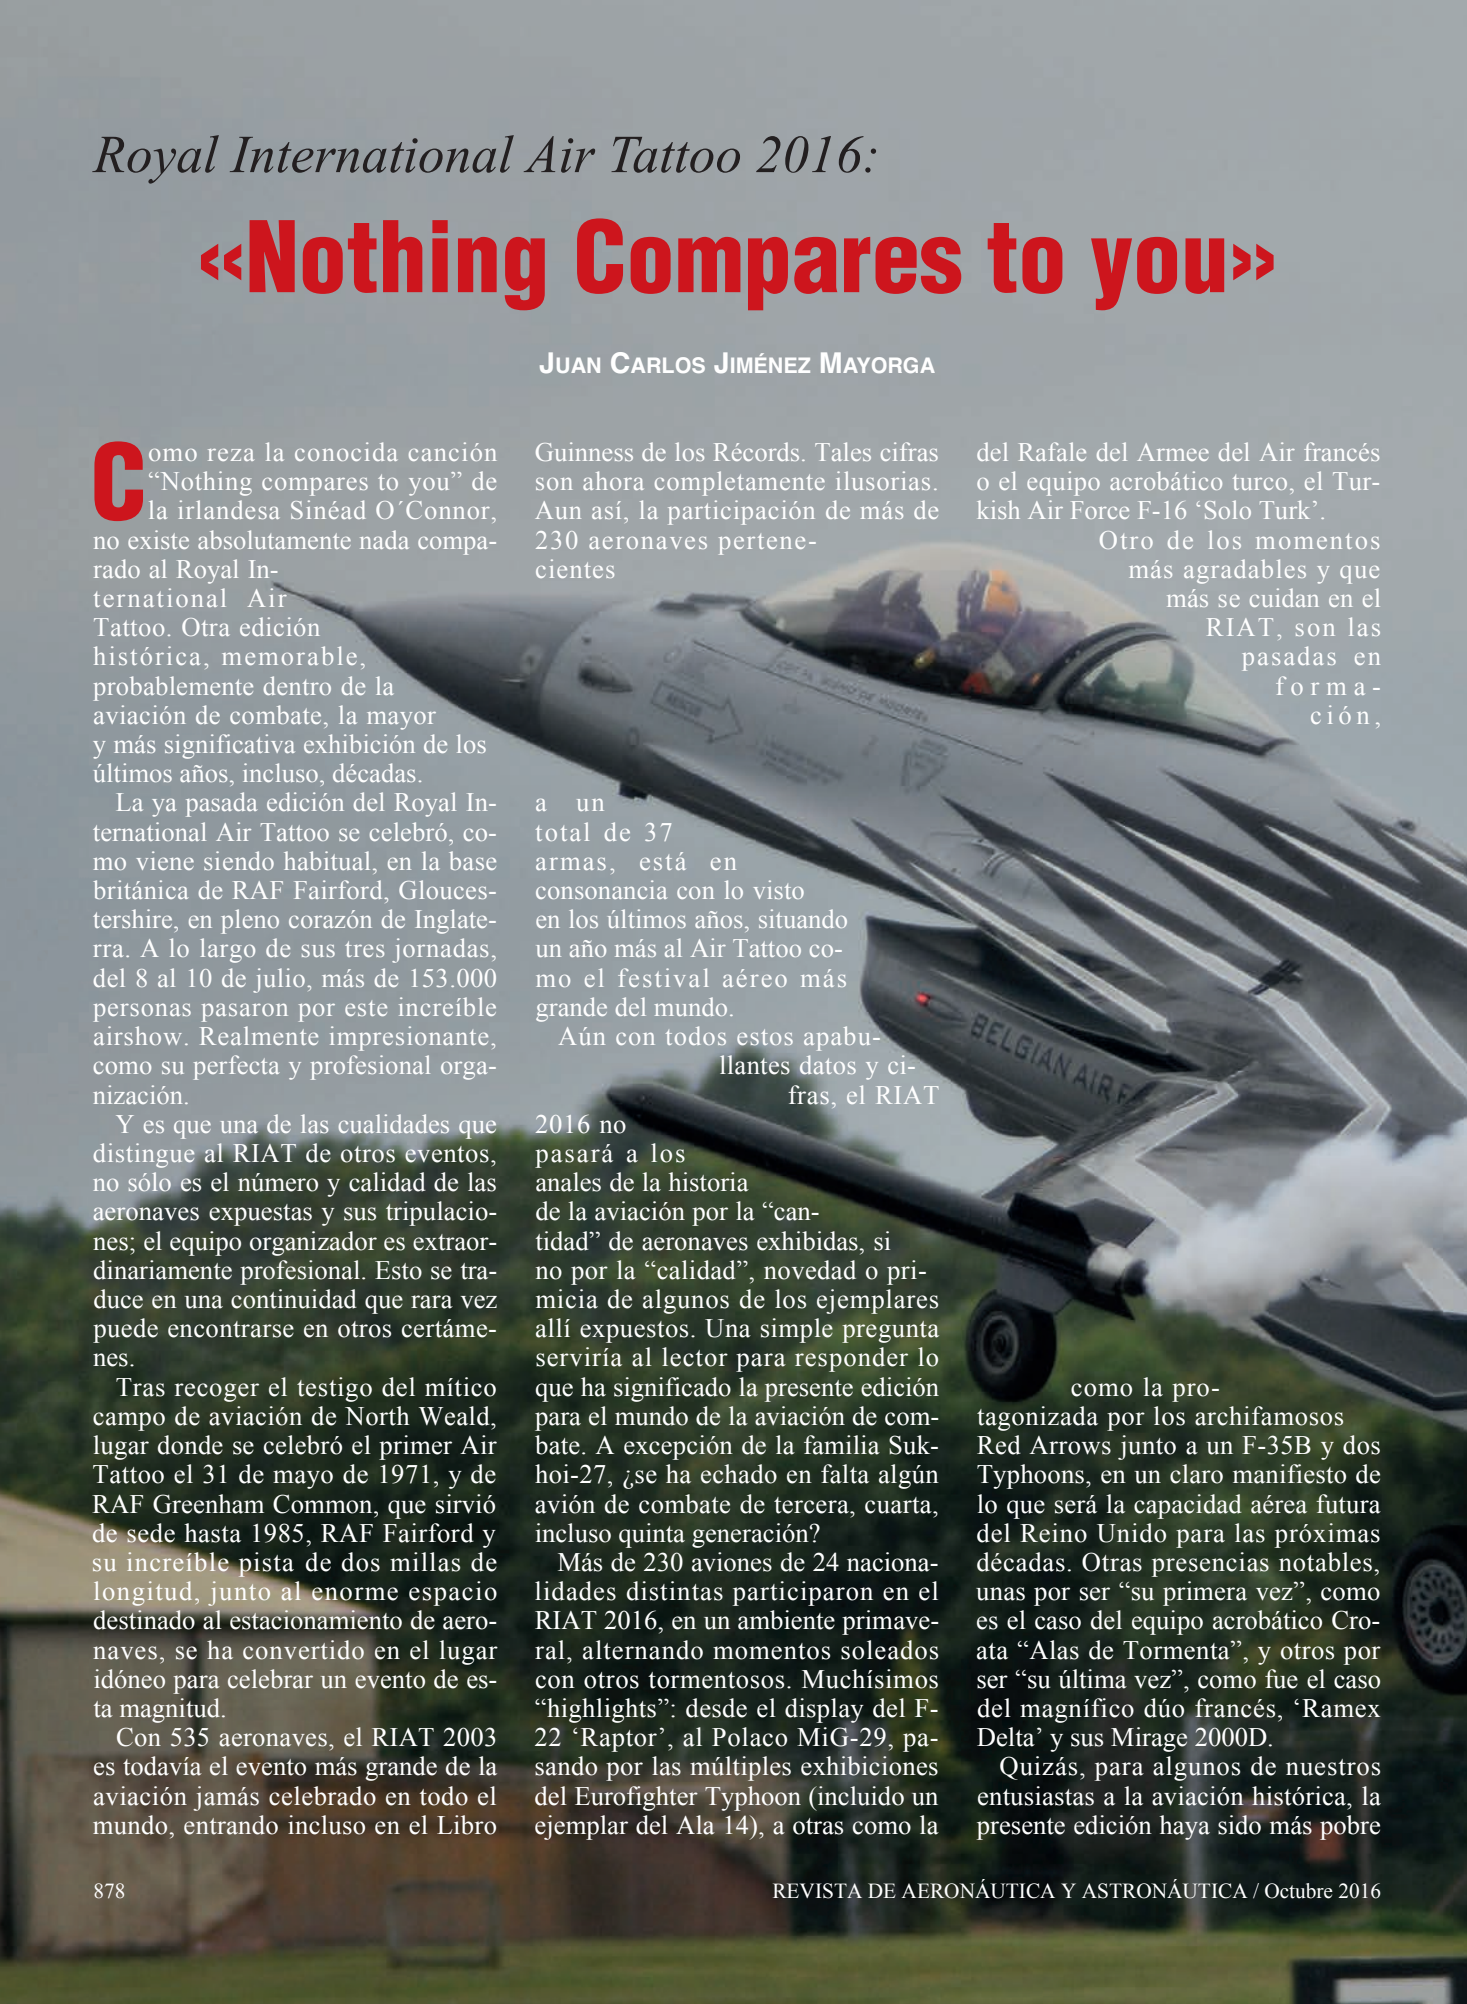 Royal International Air Tattoo 2016:
«Nothing Compares to you»
JUAN CARLOS JIMÉNEZ MAYORGA
Como reza la conocida canción
“Nothing compares to you” de
la irlandesa Sinéad O´Connor,
no existe absolutamente nada compa-
rado al Royal In-
ternational Air
Tattoo. Otra edición
histórica, memorable,
probablemente dentro de la
aviación de combate, la mayor
y más significativa exhibición de los
últimos años, incluso, décadas.
La ya pasada edición del Royal In-
ternational Air Tattoo se celebró, co-
mo viene siendo habitual, en la base
británica de RAF Fairford, Glouces-
tershire, en pleno corazón de Inglate-
rra. A lo largo de sus tres jornadas,
del 8 al 10 de julio, más de 153.000
personas pasaron por este increíble
airshow. Realmente impresionante,
como su perfecta y profesional orga-
nización.
Y es que una de las cualidades que
distingue al RIAT de otros eventos,
no sólo es el número y calidad de las
aeronaves expuestas y sus tripulacio-
nes; el equipo organizador es extraor-
dinariamente profesional. Esto se tra-
duce en una continuidad que rara vez
puede encontrarse en otros certáme-
nes.
Tras recoger el testigo del mítico
campo de aviación de North Weald,
lugar donde se celebró el primer Air
Tattoo el 31 de mayo de 1971, y de
RAF Greenham Common, que sirvió
de sede hasta 1985, RAF Fairford y
su increíble pista de dos millas de
longitud, junto al enorme espacio
destinado al estacionamiento de aero-
naves, se ha convertido en el lugar
idóneo para celebrar un evento de es-
ta magnitud.
Con 535 aeronaves, el RIAT 2003
es todavía el evento más grande de la
aviación jamás celebrado en todo el
mundo, entrando incluso en el Libro
Guinness de los Récords. Tales cifras
son ahora completamente ilusorias.
Aun así, la participación de más de
230 aeronaves pertene-
cientes
a un
total de 37
armas, está en
consonancia con lo visto
en los últimos años, situando
un año más al Air Tattoo co-
mo el festival aéreo más
grande del mundo.
Aún con todos estos apabu-
llantes datos y ci-
fras, el RIAT
2016 no
pasará a los
anales de la historia
de la aviación por la “can-
tidad” de aeronaves exhibidas, si
no por la “calidad”, novedad o pri-
micia de algunos de los ejemplares
allí expuestos. Una simple pregunta
serviría al lector para responder lo
que ha significado la presente edición
para el mundo de la aviación de com-
bate. A excepción de la familia Suk-
hoi-27, ¿se ha echado en falta algún
avión de combate de tercera, cuarta,
incluso quinta generación?
Más de 230 aviones de 24 naciona-
lidades distintas participaron en el
RIAT 2016, en un ambiente primave-
ral, alternando momentos soleados
con otros tormentosos. Muchísimos
“highlights”: desde el display del F-
22 ‘Raptor’, al Polaco MiG-29, pa-
sando por las múltiples exhibiciones
del Eurofighter Typhoon (incluido un
ejemplar del Ala 14), a otras como la
del Rafale del Armee del Air francés
o el equipo acrobático turco, el Tur-
kish Air Force F-16 ‘Solo Turk’.
Otro de los momentos
más agradables y que
más se cuidan en el
RIAT, son las
pasadas en
forma-
ción,
como la pro-
tagonizada por los archifamosos
Red Arrows junto a un F-35B y dos
Typhoons, en un claro manifiesto de
lo que será la capacidad aérea futura
del Reino Unido para las próximas
décadas. Otras presencias notables,
unas por ser “su primera vez”, como
es el caso del equipo acrobático Cro-
ata “Alas de Tormenta”, y otros por
ser “su última vez”, como fue el caso
del magnífico dúo francés, ‘Ramex
Delta’ y sus Mirage 2000D.
Quizás, para algunos de nuestros
entusiastas a la aviación histórica, la
presente edición haya sido más pobre
RESCUE
BELGIAN AIR
878
REVISTA DE AERONÁUTICA Y ASTRONÁUTICA / Octubre 2016